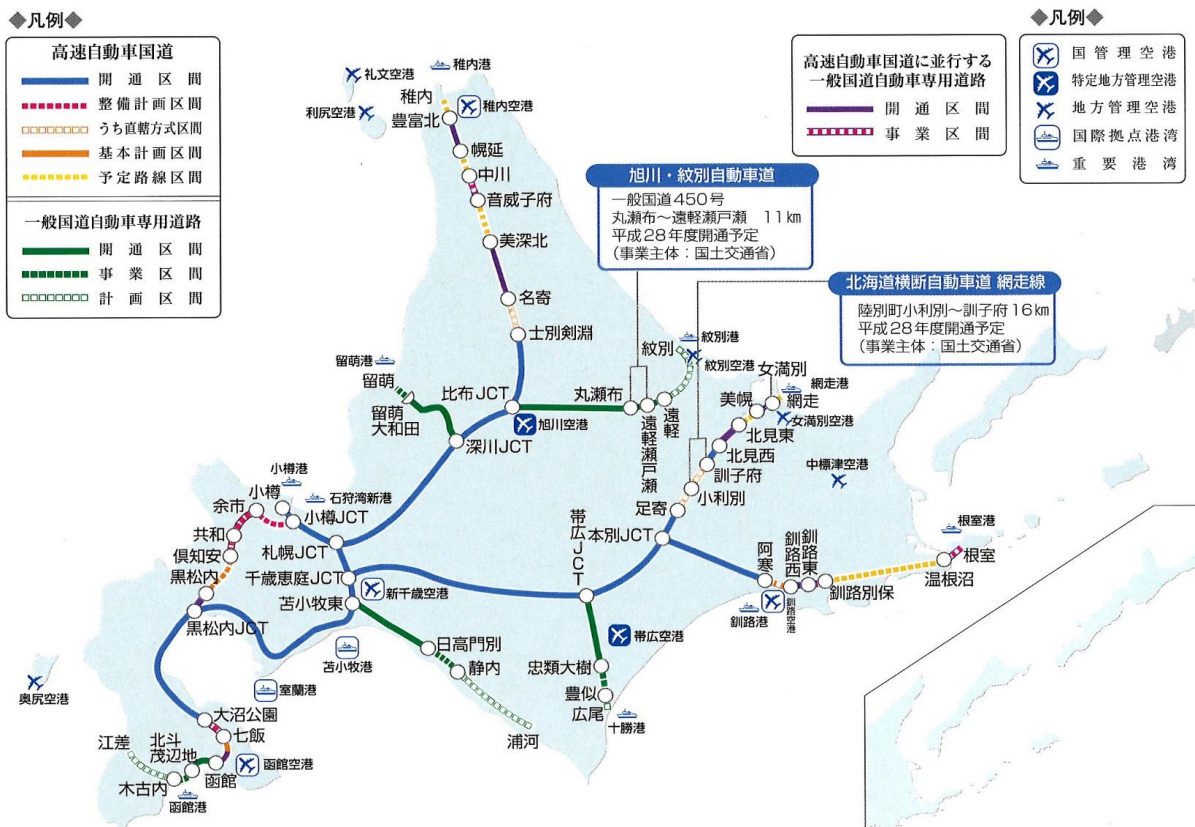 ◆凡例◆
高速自動車国道
開通区間
整備計画区間
うち直轄方式区間
基本計画区間
予定路線区間
一般国道自動車専用道路
開通区間
事業区間
計画区間
高速自動車国道に並行する
一般国道自動車専用道路
開通区間
事業区間
◆凡例◆
国管理空港
特定地方管理空港
地方管理空港
国際拠点港湾
重要港湾
礼文空港
稚内港
利尻空港
稚内
稚内空港
豊富北
幌延
中川
音威子府
美深北
名寄
士別剣淵
旭川・紋別自動車道
一般国道450号
丸瀬布～遠軽瀬戸瀬 11km
平成28年度開通予定
(事業主体：国土交通省)
北海道横断自動車道 網走線
陸別町小利別～訓子府16km
平成28年度開通予定
(事業主体：国土交通省)
留萌港
留萌
留萌
大和田
比布JCT
旭川空港
深川JCT
丸瀬布
遠軽瀬戸瀬
遠軽
紋別
紋別港
紋別空港
女満別
網走港
美幌
網走
女満別空港
北見東
北見西
訓子府
小利別
足寄
中標津空港
小樽港
小樽
石狩湾新港
余市
小樽JCT
共和
倶知安
札幌JCT
黒松内
千歳恵庭JCT
新千歳空港
苫小牧東
黒松内JCT
苫小牧港
日高門別
静内
浦河
帯広JCT
本別JCT
帯広空港
忠類大樹
豊似
広尾
十勝港
阿寒
釧路西
釧路東
釧路港
釧路空港
釧路別保
根室港
根室
温根沼
室蘭港
奥尻空港
大沼公園
七飯
江差
北斗
茂辺地
函館
函館空港
木古内
函館港